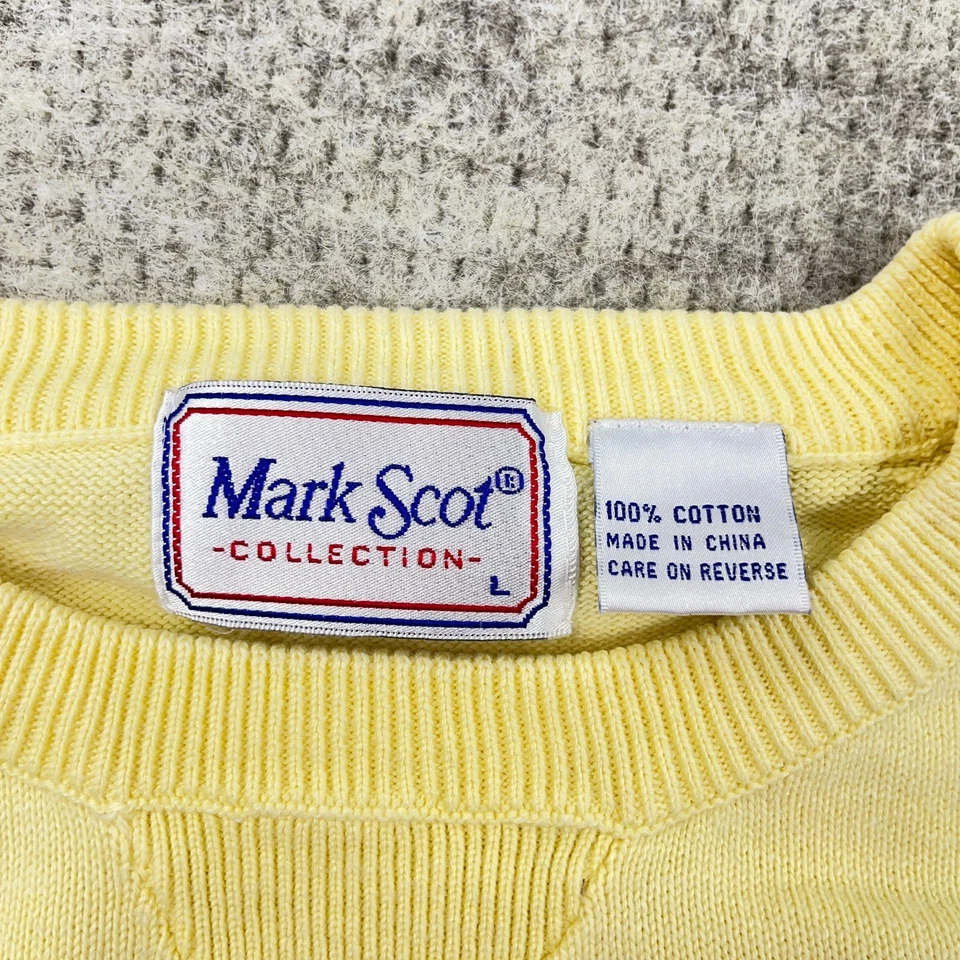 Mark Scot®
-COLLECTION-
L
100% COTTON
MADE IN CHINA
CARE ON REVERSE